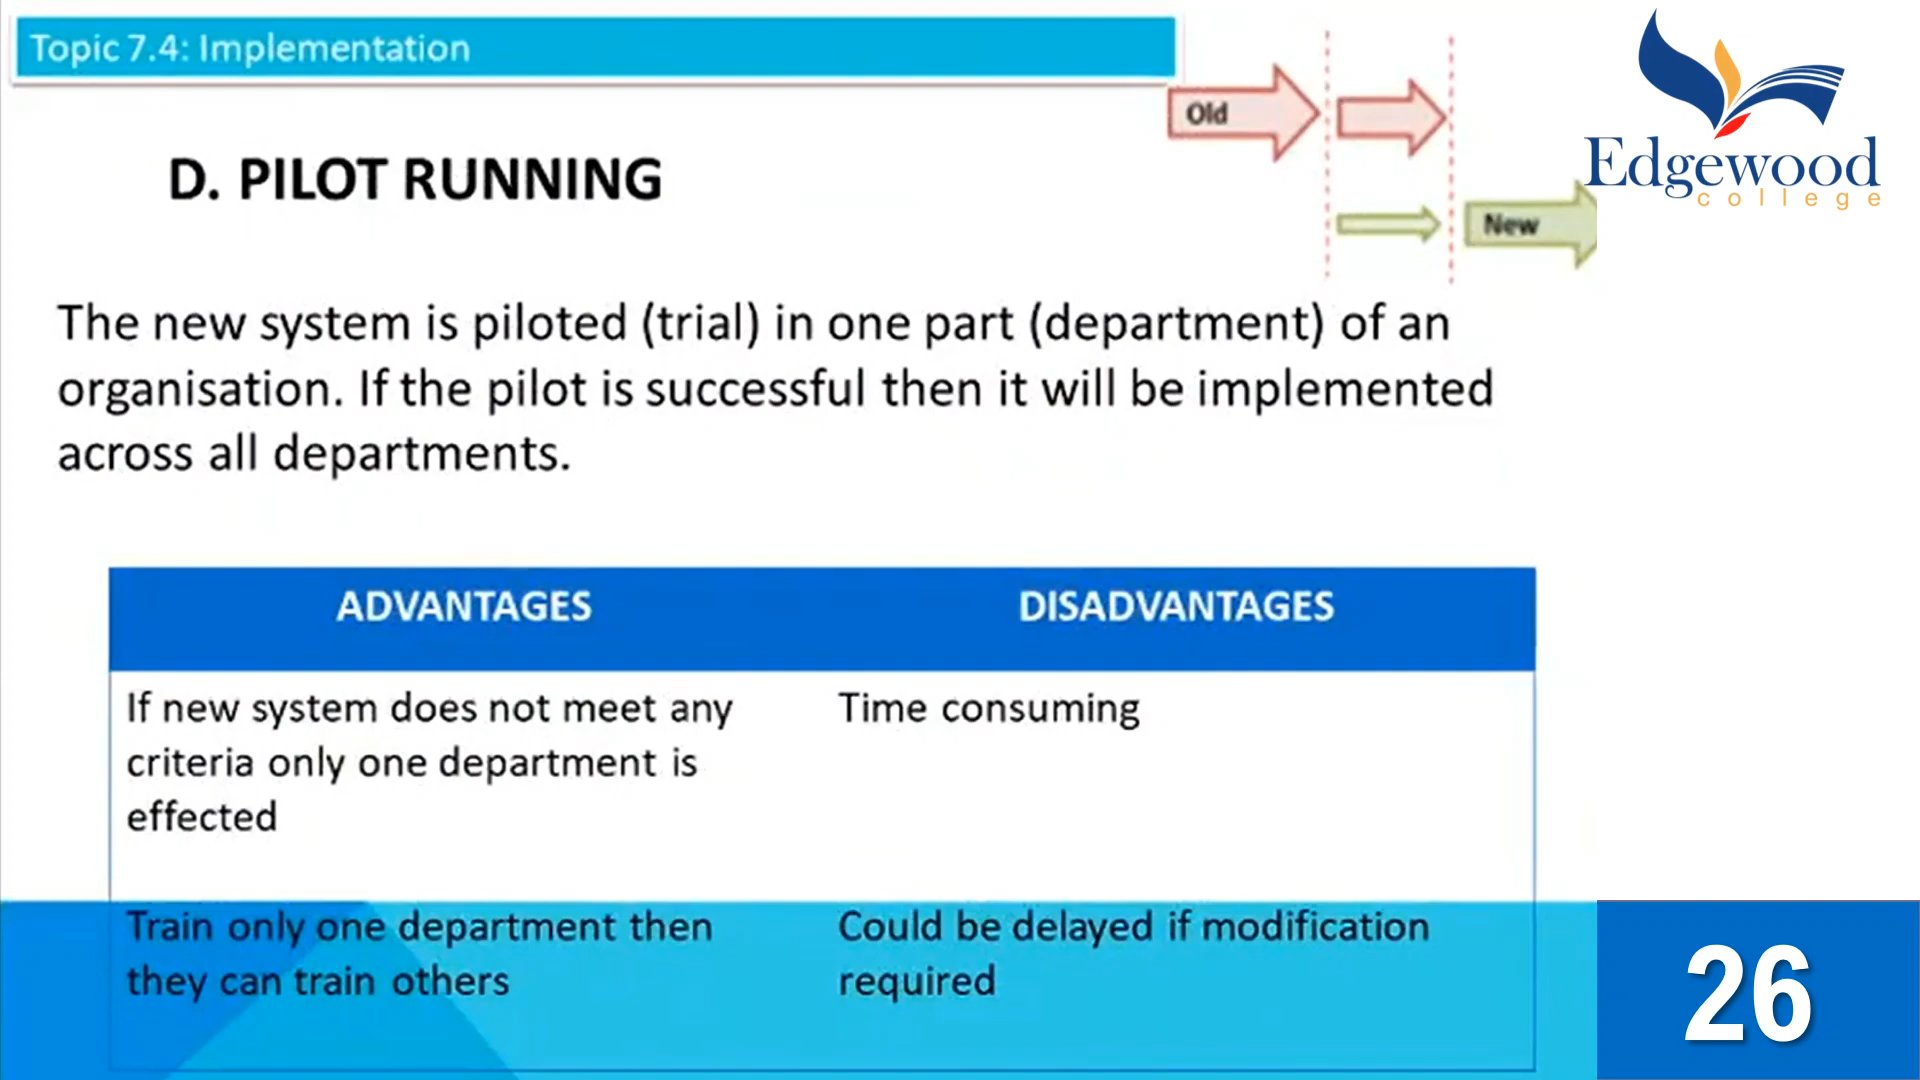 Topic 7.4: Implementation
Old
Edgewood
college
D. PILOT RUNNING
New
The new system is piloted (trial) in one part (department) of an
organisation. If the pilot is successful then it will be implemented
across all departments.
ADVANTAGES
DISADVANTAGES
If new system does not meet any
criteria only one department is
effected
Time consuming
Train only one department then
they can train others
Could be delayed if modification
required
26